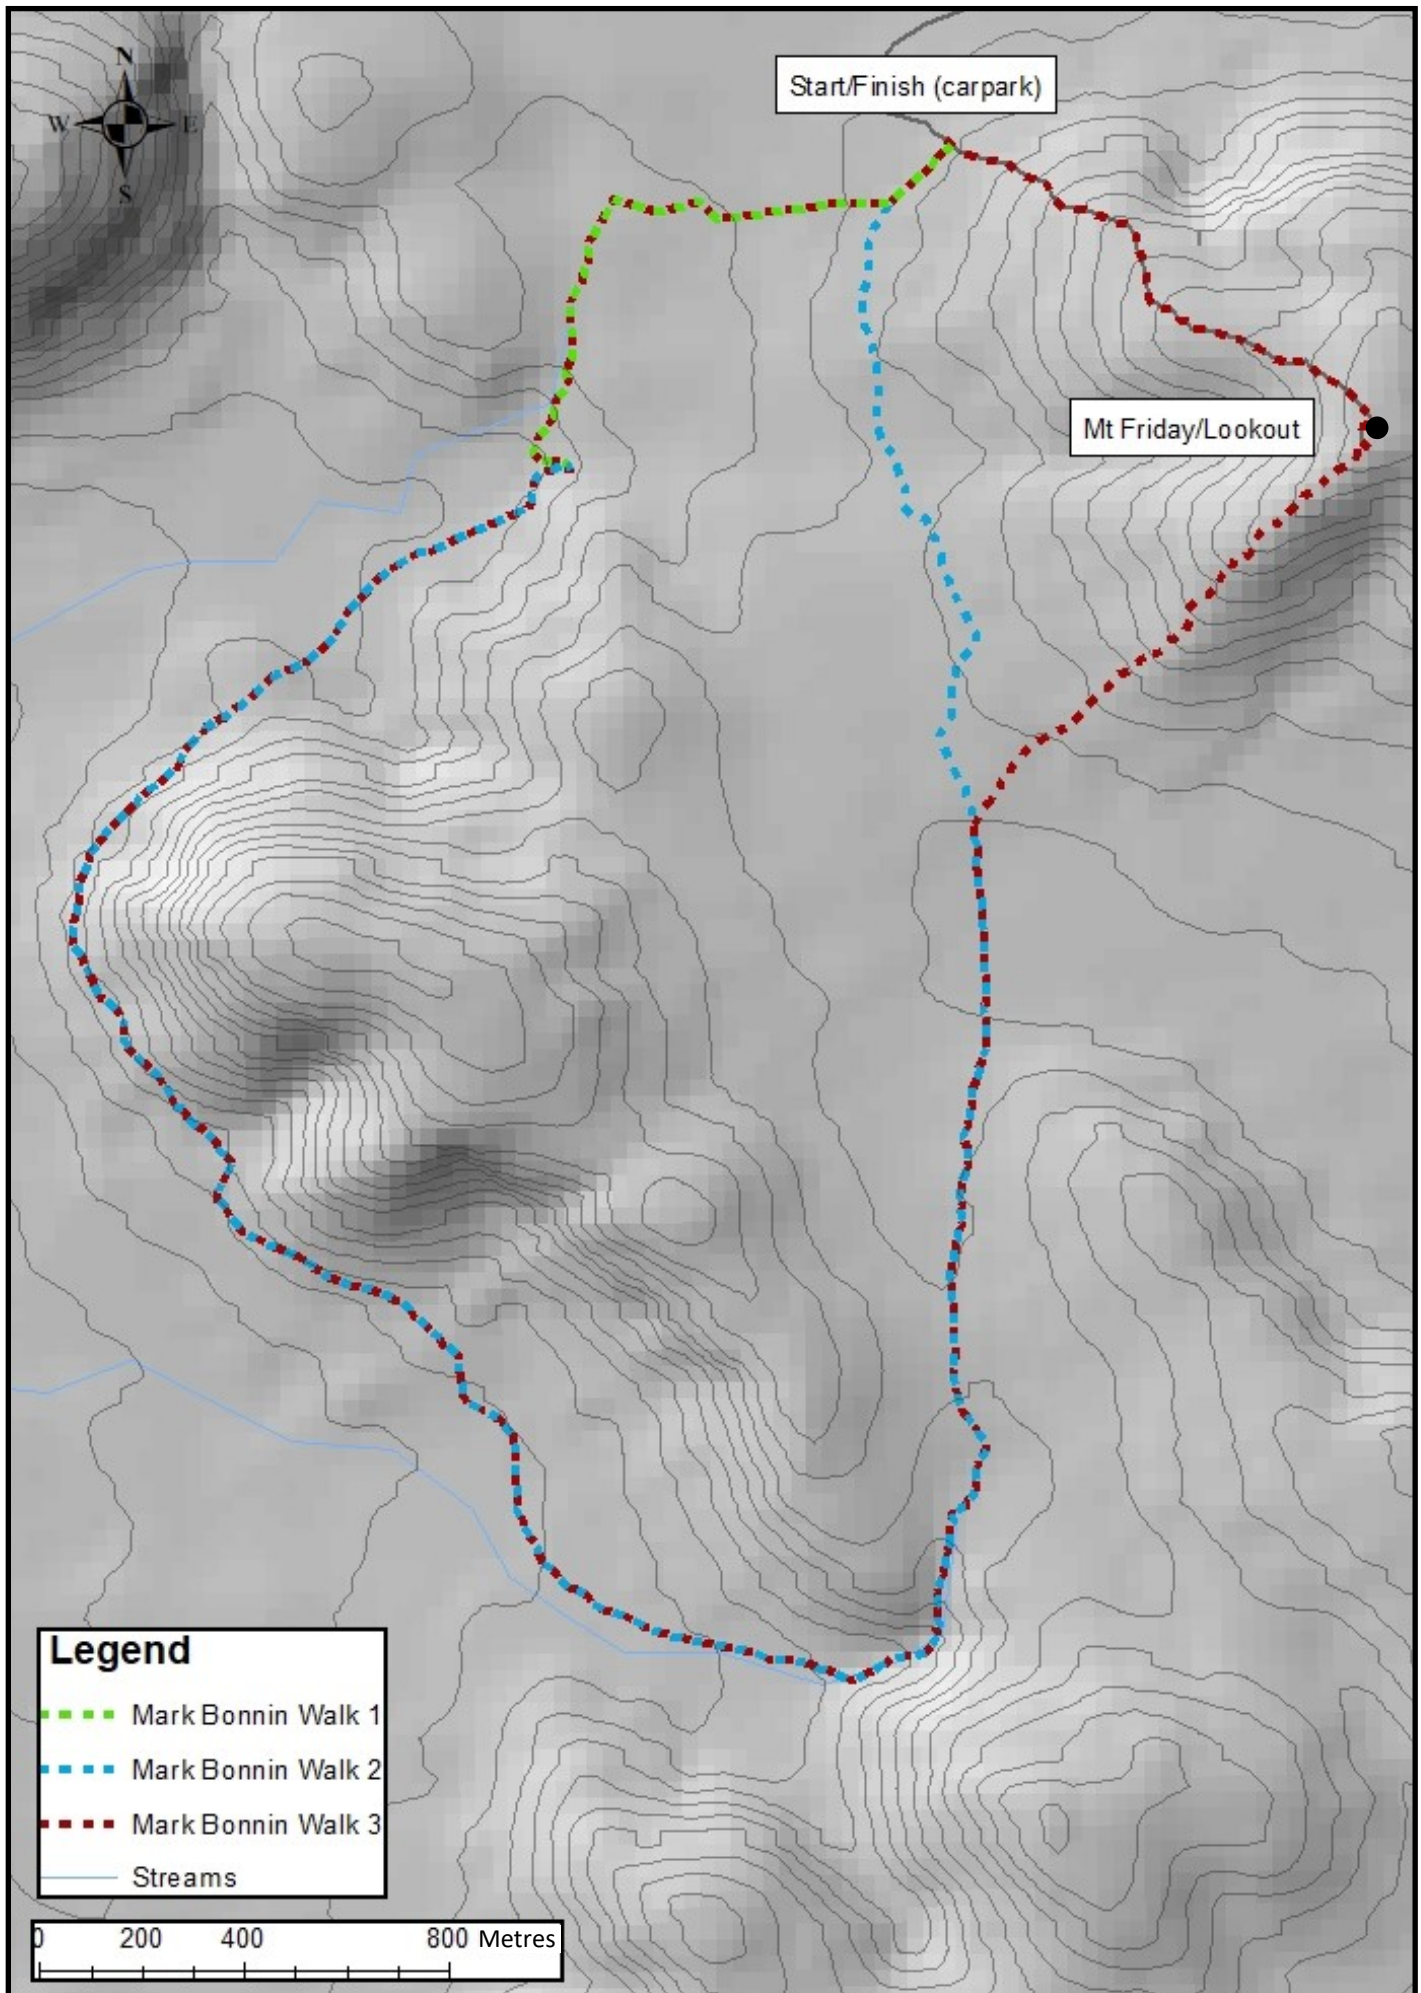 N
W E
S
Start/Finish (carpark)
Mt Friday/Lookout
Legend
Mark Bonnin Walk 1
Mark Bonnin Walk 2
Mark Bonnin Walk 3
Streams
0 200 400 800 Metres